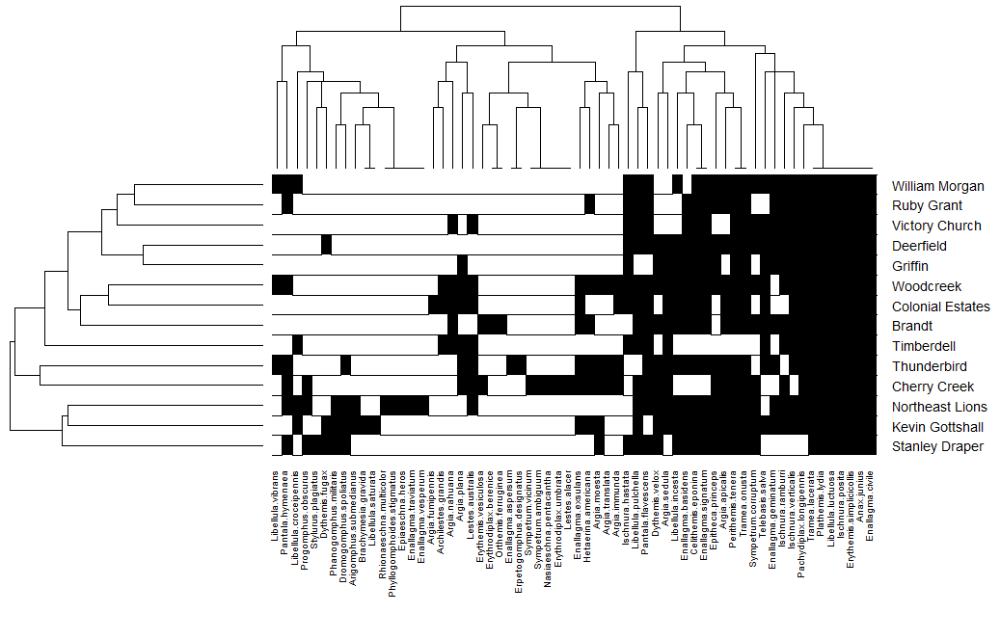 William Morgan
Ruby Grant
Victory Church
Deerfield
Griffin
Woodcreek
Colonial Estates
Brandt
Timberdell
Thunderbird
Cherry Creek
Northeast Lions
Kevin Gottshall
Stanley Draper
Libellula.vibrans
Pantala.hymenaea
Libellula.croceipennis
Progomphus.obscurus
Stylurus.plagiatus
Dythemis.fugax
Phanogomphus.militaris
Dromogomphus.spoliatus
Arigomphus.submedianus
Brachymesia.gravida
Libellula.saturata
Rhionaeschna.multicolor
Phyllogomphoides.stigmatus
Epiaeschna.heros
Enallagma.traviatum
Enallagma.vesperum
Argia.fumipennis
Archilestes.grandis
Argia.nahuana
Argia.plana
Lestes.australis
Erythemis.vesiculosa
Erythrodiplax.berenice
Orthemis.ferruginea
Enallagma.aspersum
Erpetogomphus.designatus
Sympetrum.vicinum
Sympetrum.ambiguum
Nasiaeschna.pentacantha
Erythrodiplax.umbrata
Lestes.alacer
Enallagma.exsulans
Hetaerina.americana
Argia.moesta
Argia.translata
Argia.immunda
Ischnura.hastata
Libellula.pulchella
Pantala.flavescens
Dythemis.velox
Argia.sedula
Libellula.incesta
Enallagma.basidens
Celithemis.eponina
Enallagma.signatum
Epitheca.princeps
Argia.apicalis
Perithemis.tenera
Tramea.onusta
Sympetrum.corruptum
Telebasis.salva
Enallagma.geminatum
Ischnura.ramburii
Ischnura.verticalis
Pachydiplax.longipennis
Tramea.lacerata
Plathemis.lydia
Libellula.luctuosa
Ischnura.posita
Erythemis.simplicicollis
Anax.junius
Enallagma.civile